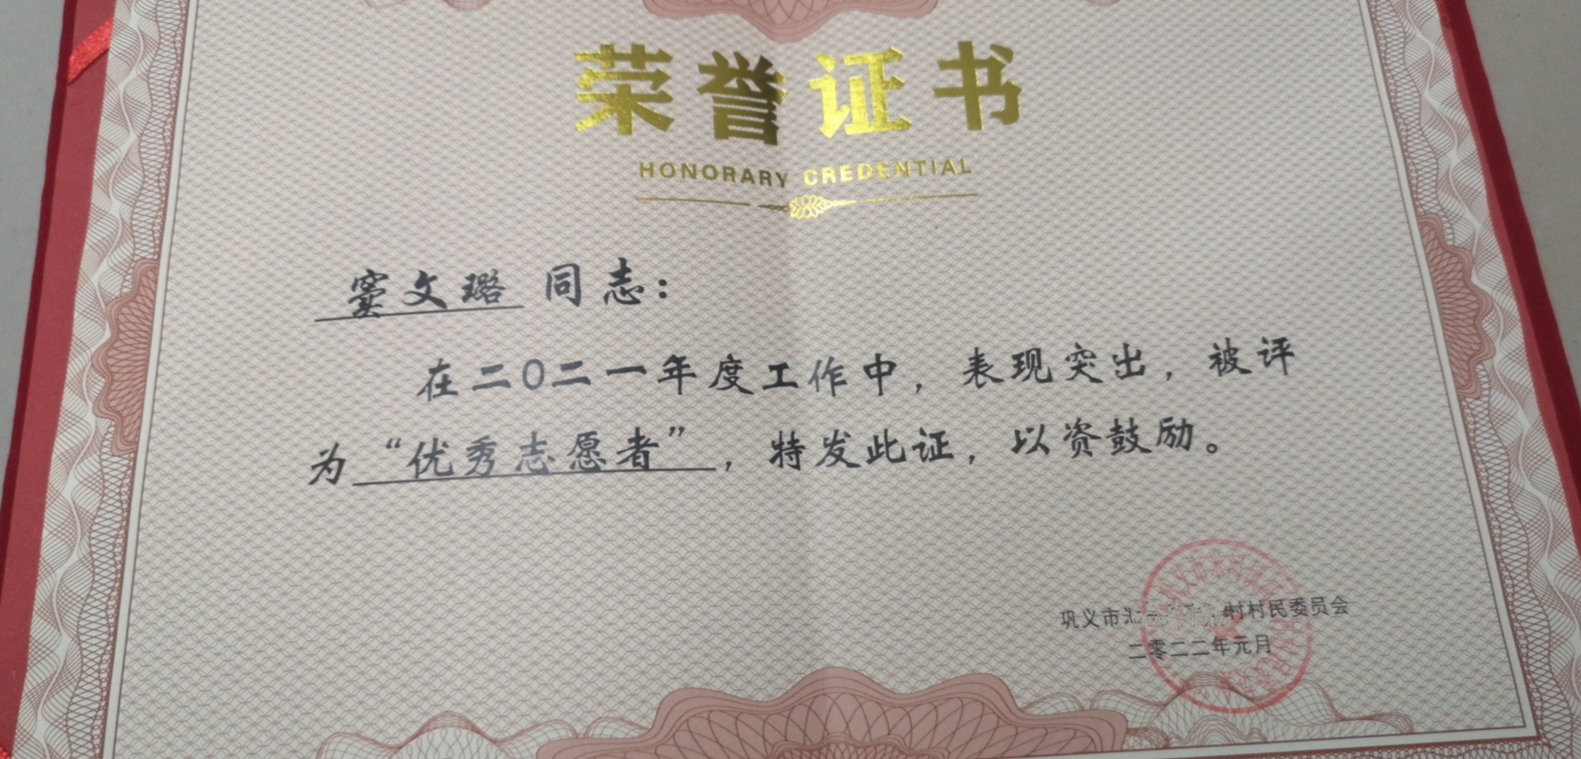 荣誉证书
HONORARY CREDENTIAL
窦文璐 同志：
在二〇二一年度工作中，表现突出，被评
为“优秀志愿者”，特发此证，以资鼓励。
巩义市 村村民委员会
二零二二年元月